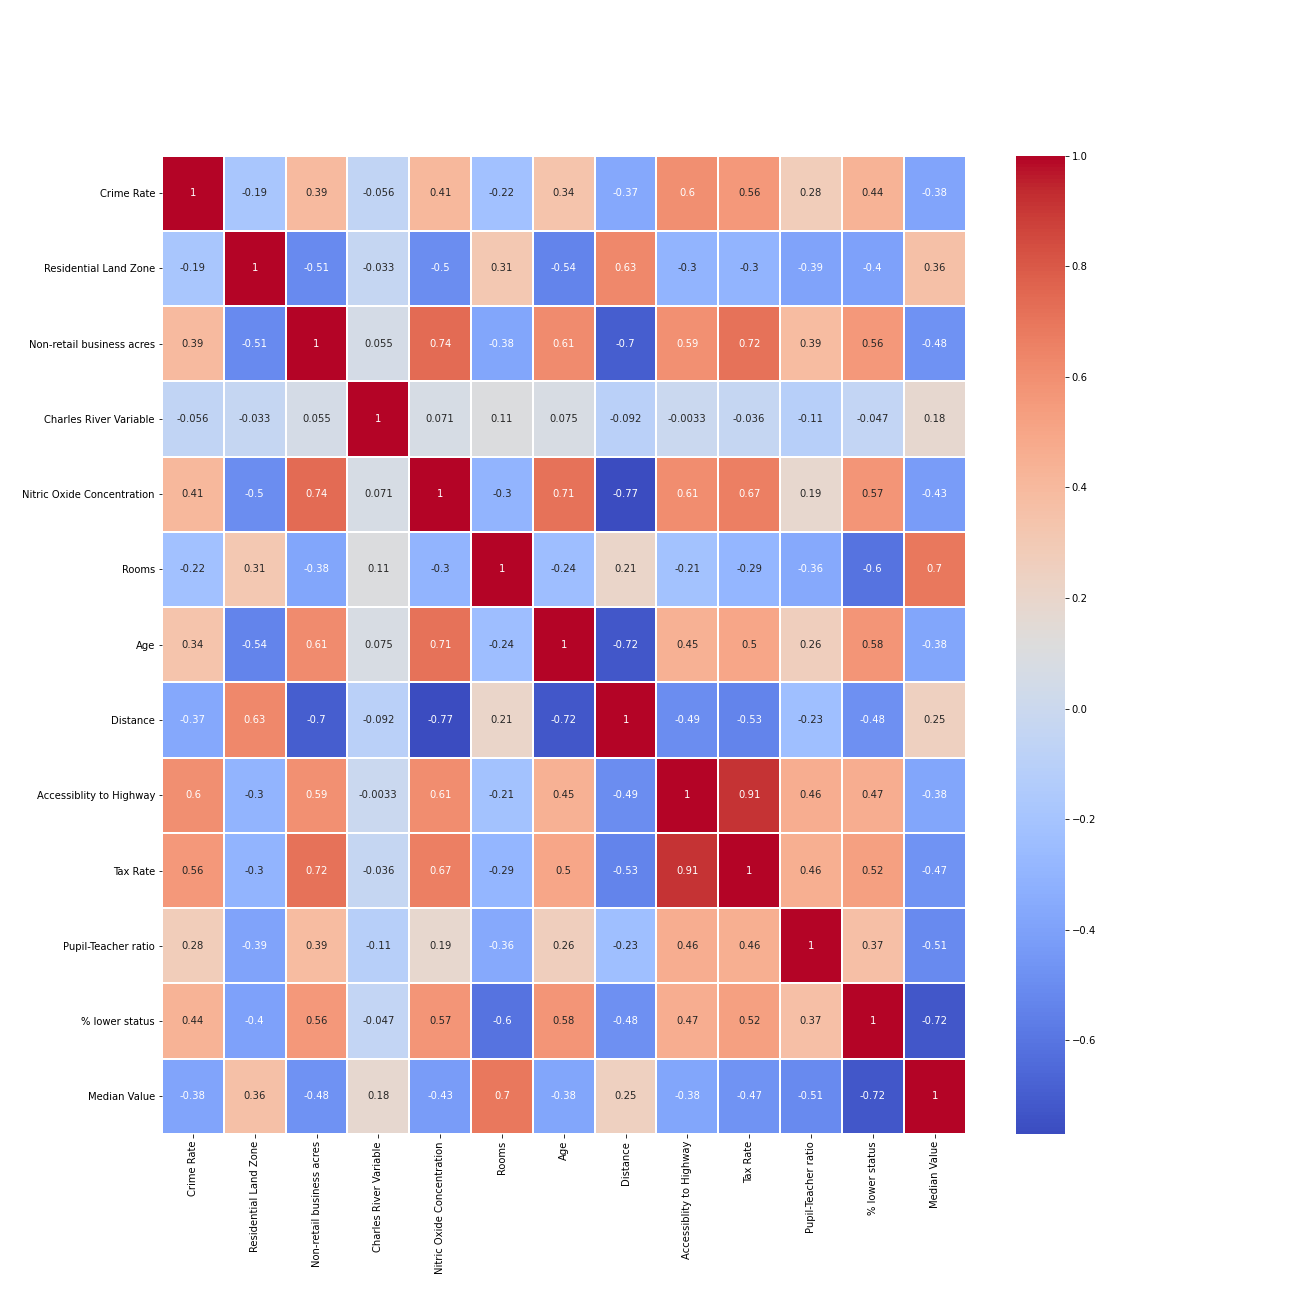 Crime Rate 1 -0.19 0.39 -0.056 0.41 -0.22 0.34 -0.37 0.6 0.56 0.28 0.44 -0.38
Residential Land Zone -0.19 1 -0.51 -0.033 -0.5 0.31 -0.54 0.63 -0.3 -0.3 -0.39 -0.4 0.36
Non-retail business acres 0.39 -0.51 1 0.055 0.74 -0.38 0.61 -0.7 0.59 0.72 0.39 0.56 -0.48
Charles River Variable -0.056 -0.033 0.055 1 0.071 0.11 0.075 -0.092 -0.0033 -0.036 -0.11 -0.047 0.18
Nitric Oxide Concentration 0.41 -0.5 0.74 0.071 1 -0.3 0.71 -0.77 0.61 0.67 0.19 0.57 -0.43
Rooms -0.22 0.31 -0.38 0.11 -0.3 1 -0.24 0.21 -0.21 -0.29 -0.36 -0.6 0.7
Age 0.34 -0.54 0.61 0.075 0.71 -0.24 1 -0.72 0.45 0.5 0.26 0.58 -0.38
Distance -0.37 0.63 -0.7 -0.092 -0.77 0.21 -0.72 1 -0.49 -0.53 -0.23 -0.48 0.25
Accessiblity to Highway 0.6 -0.3 0.59 -0.0033 0.61 -0.21 0.45 -0.49 1 0.91 0.46 0.47 -0.38
Tax Rate 0.56 -0.3 0.72 -0.036 0.67 -0.29 0.5 -0.53 0.91 1 0.46 0.52 -0.47
Pupil-Teacher ratio 0.28 -0.39 0.39 -0.11 0.19 -0.36 0.26 -0.23 0.46 0.46 1 0.37 -0.51
% lower status 0.44 -0.4 0.56 -0.047 0.57 -0.6 0.58 -0.48 0.47 0.52 0.37 1 -0.72
Median Value -0.38 0.36 -0.48 0.18 -0.43 0.7 -0.38 0.25 -0.38 -0.47 -0.51 -0.72 1
Crime Rate
Residential Land Zone
Non-retail business acres
Charles River Variable
Nitric Oxide Concentration
Rooms
Age
Distance
Accessiblity to Highway
Tax Rate
Pupil-Teacher ratio
% lower status
Median Value
1.0
0.8
0.6
0.4
0.2
0.0
−0.2
−0.4
−0.6